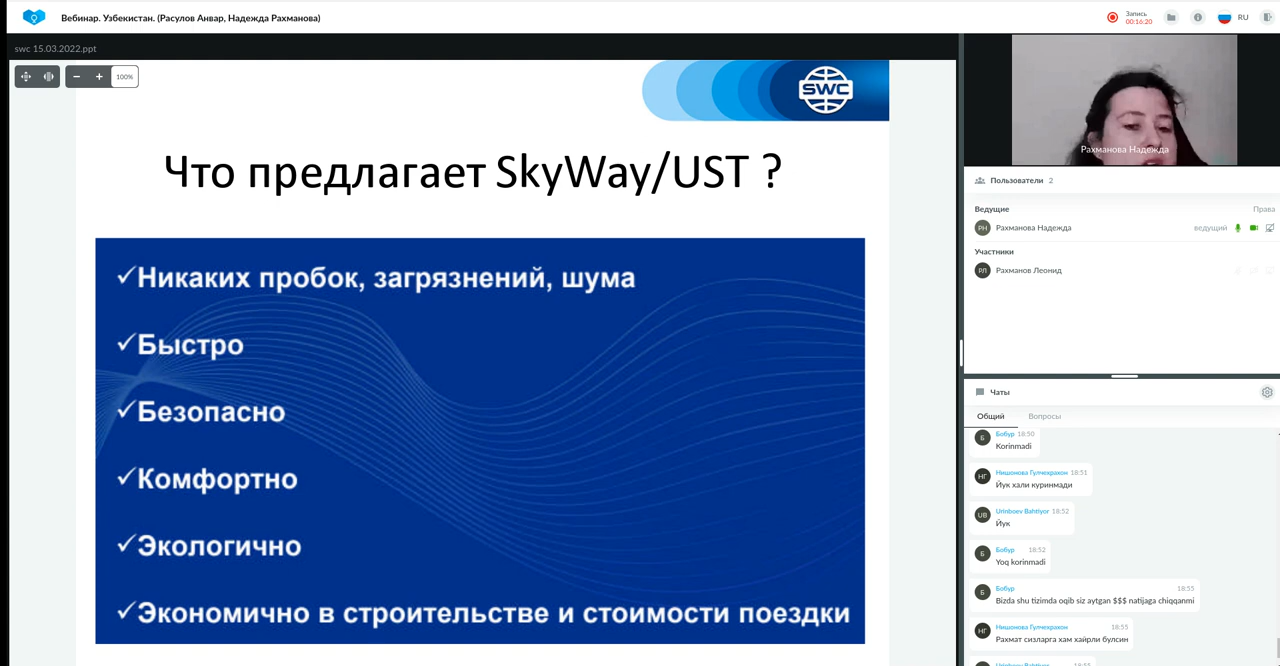 Вебинар. Узбекистан. (Расулов Анвар, Надежда Рахманова)
Запись
00:16:20
RU
swc 15.03.2022.ppt
100%
SWC
Что предлагает SkyWay/UST ?
✓Никаких пробок, загрязнений, шума
✓Быстро
✓Безопасно
✓Комфортно
✓Экологично
✓Экономично в строительстве и стоимости поездки
Рахманова Надежда
Пользователи 2
Ведущие Права
РН Рахманова Надежда ведущий
Участники
РЛ Рахманов Леонид
Чаты
Общий Вопросы
Б Бобур 18:50
Korinmadi
НГ Нишонова Гулчехрахон 18:51
Йук хали куринмади
UB Urinboev Bahtiyor 18:52
Йук
Б Бобур 18:52
Yoq korinmadi
Б Бобур 18:55
Bizda shu tizimda oqib siz aytgan $$$ natijaga chiqqanmi
НГ Нишонова Гулчехрахон 18:55
Рахмат сизларга хам хайрли булсин
Urinboev Bahtiyor 18:55